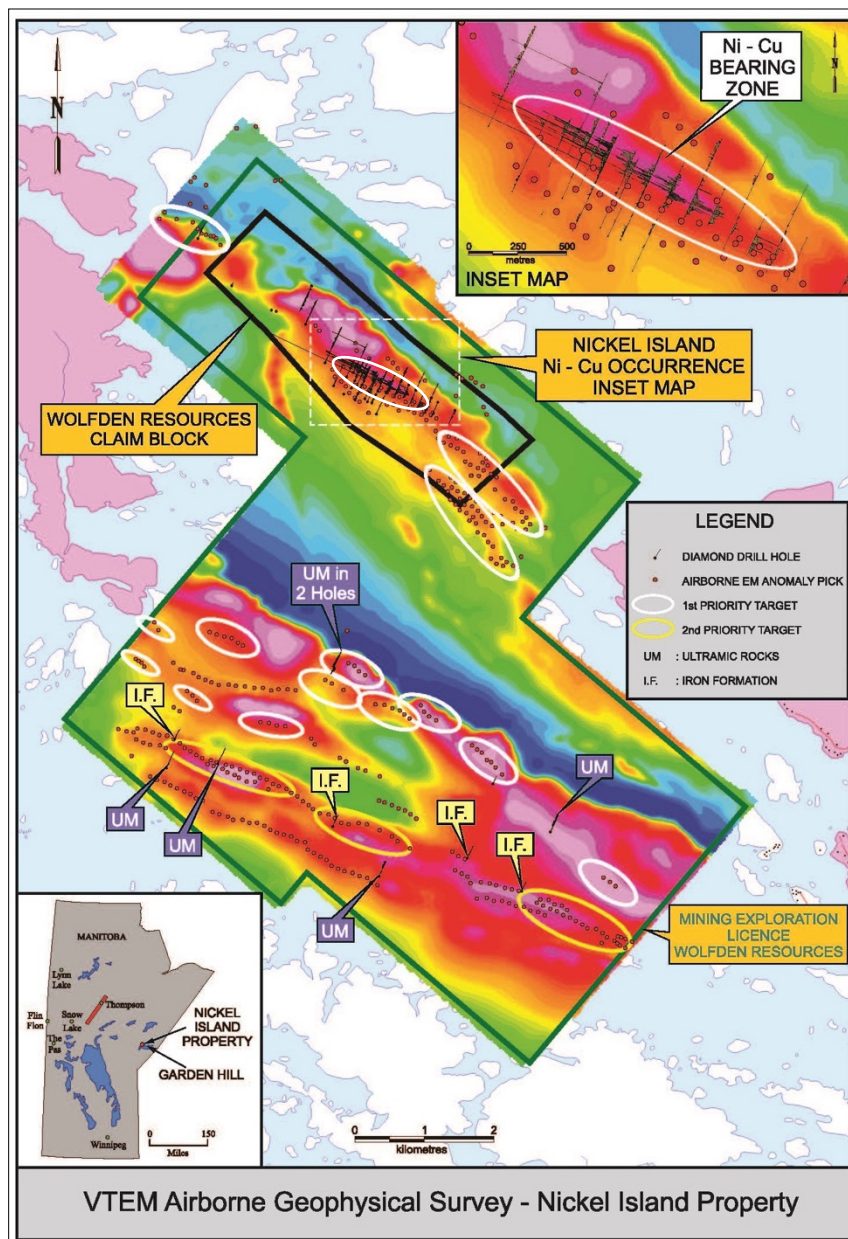 N
Ni - Cu
BEARING
ZONE
N
0 250 500
metres
INSET MAP
NICKEL ISLAND
Ni - Cu OCCURRENCE
INSET MAP
WOLFDEN RESOURCES
CLAIM BLOCK
LEGEND
DIAMOND DRILL HOLE
AIRBORNE EM ANOMALY PICK
1st PRIORITY TARGET
2nd PRIORITY TARGET
UM : ULTRAMIC ROCKS
I.F. : IRON FORMATION
UM in
2 Holes
I.F.
UM
UM
I.F.
UM
I.F.
I.F.
UM
MINING EXPLORATION
LICENCE
WOLFDEN RESOURCES
MANITOBA
Lynn
Lake
Thompson
Flin
Flon
Snow
Lake
The
Pas
NICKEL
ISLAND
PROPERTY
GARDEN HILL
Winnipeg
0 150
Miles
0 1 2
kilometres
VTEM Airborne Geophysical Survey - Nickel Island Property